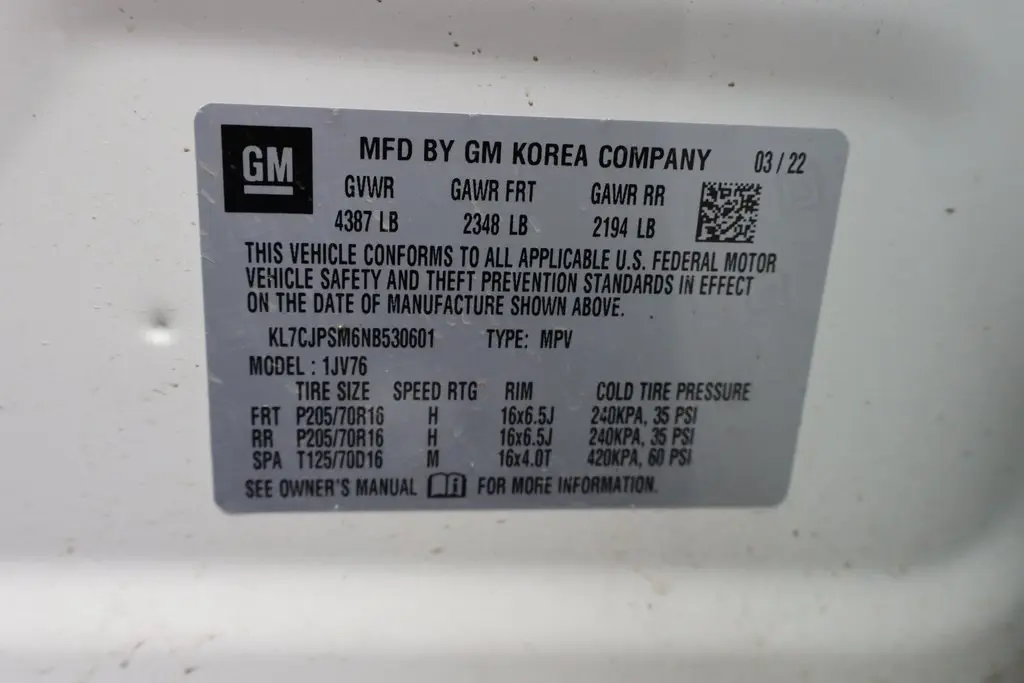 GM
MFD BY GM KOREA COMPANY 03/22
GVWR GAWR FRT GAWR RR
4387 LB 2348 LB 2194 LB
THIS VEHICLE CONFORMS TO ALL APPLICABLE U.S. FEDERAL MOTOR
VEHICLE SAFETY AND THEFT PREVENTION STANDARDS IN EFFECT
ON THE DATE OF MANUFACTURE SHOWN ABOVE.
KL7CJPSM6NB530601 TYPE: MPV
MODEL : 1JV76
TIRE SIZE SPEED RTG RIM COLD TIRE PRESSURE
FRT P205/70R16 H 16x6.5J 240KPA, 35 PSI
RR P205/70R16 H 16x6.5J 240KPA, 35 PSI
SPA T125/70D16 M 16x4.0T 420KPA, 60 PSI
SEE OWNER'S MANUAL i FOR MORE INFORMATION.